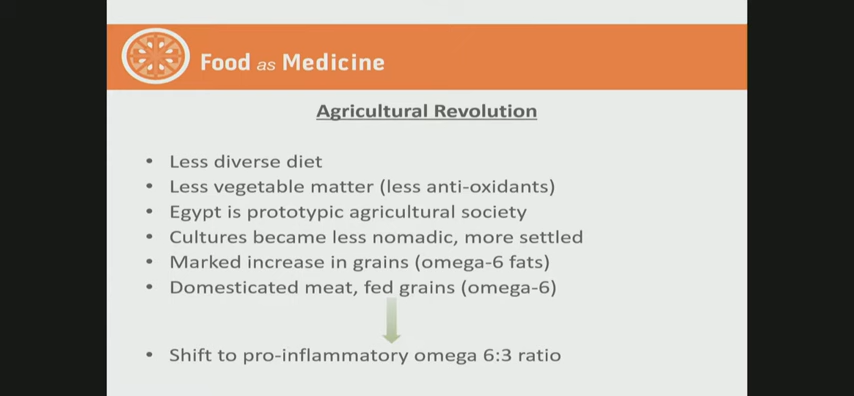 Food as Medicine
Agricultural Revolution
• Less diverse diet
• Less vegetable matter (less anti-oxidants)
• Egypt is prototypic agricultural society
• Cultures became less nomadic, more settled
• Marked increase in grains (omega-6 fats)
• Domesticated meat, fed grains (omega-6)
• Shift to pro-inflammatory omega 6:3 ratio